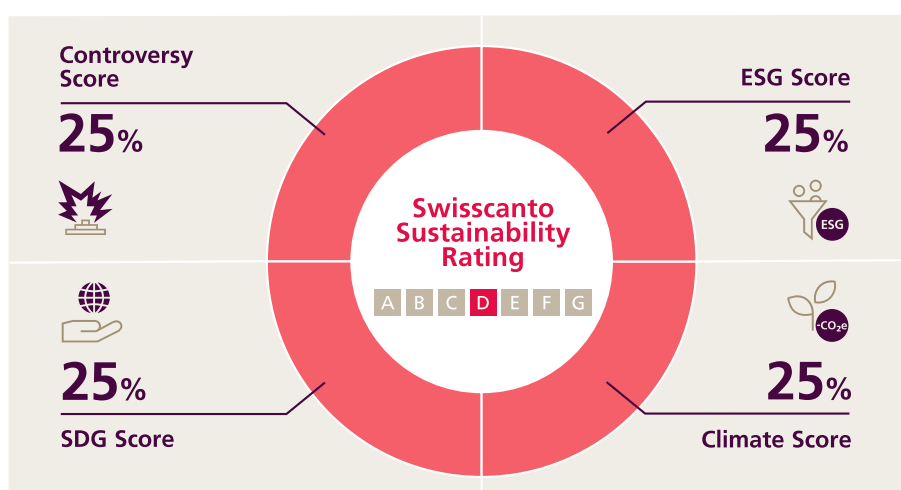 Controversy
Score
25%
ESG Score
25%
ESG
Swisscanto
Sustainability
Rating
A B C D E F G
25%
SDG Score
-CO₂e
25%
Climate Score